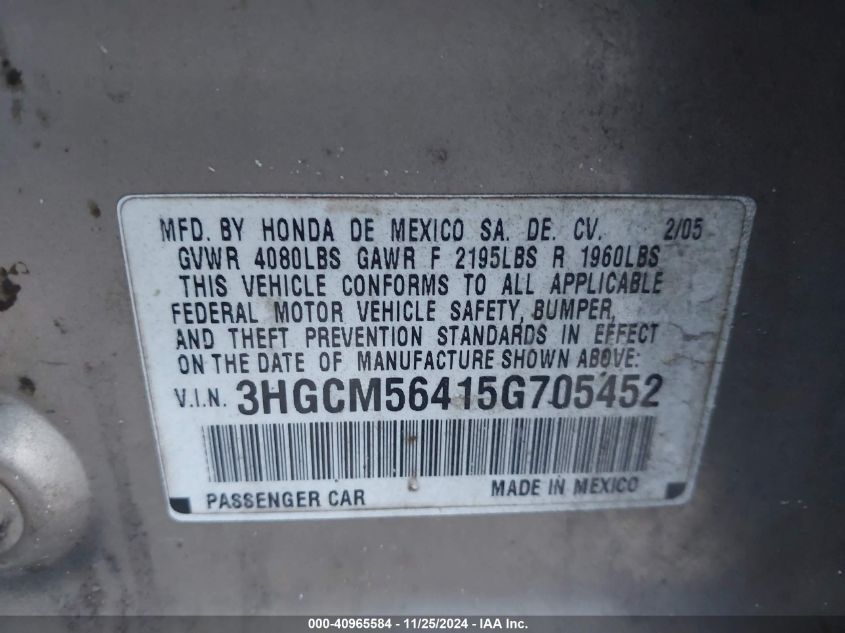 MFD. BY HONDA DE MEXICO SA. DE. CV. 2/05
GVWR 4080LBS GAWR F 2195LBS R 1960LBS
THIS VEHICLE CONFORMS TO ALL APPLICABLE
FEDERAL MOTOR VEHICLE SAFETY, BUMPER,
AND THEFT PREVENTION STANDARDS IN EFFECT
ON THE DATE OF MANUFACTURE SHOWN ABOVE:
V.I.N. 3HGCM56415G705452
PASSENGER CAR MADE IN MEXICO
000-40965584 - 11/25/2024 - IAA Inc.